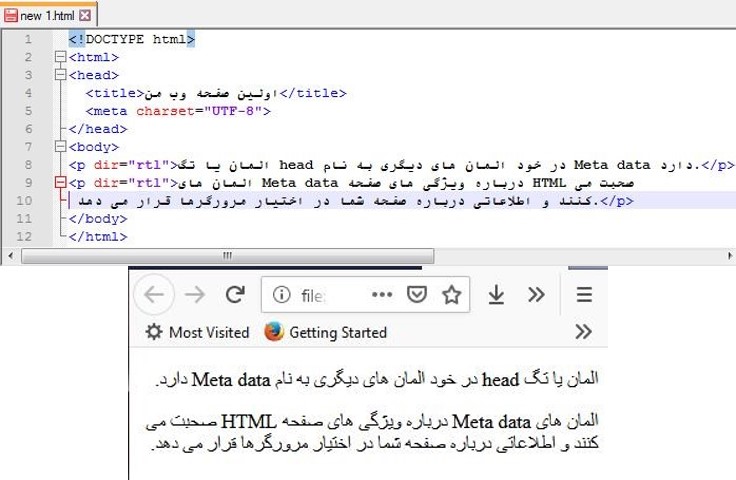 new 1.html
1 <!DOCTYPE html>
2 <html>
3 <head>
4 <title>اولین صفحه وب من</title>
5 <meta charset="UTF-8">
6 </head>
7 <body>
8 <p dir="rtl">المان یا تگ head در خود المان های دیگری به نام Meta data دارد.</p>
9 <p dir="rtl">المان های Meta data درباره ویژگی های صفحه HTML صحبت می
10 کنند و اطلاعاتی درباره صفحه شما در اختیار مرورگرها قرار می دهد.</p>
11 </body>
12 </html>
file:
Most Visited Getting Started
المان یا تگ head در خود المان های دیگری به نام Meta data دارد.
المان های Meta data درباره ویژگی های صفحه HTML صحبت می
کنند و اطلاعاتی درباره صفحه شما در اختیار مرورگرها قرار می دهد.